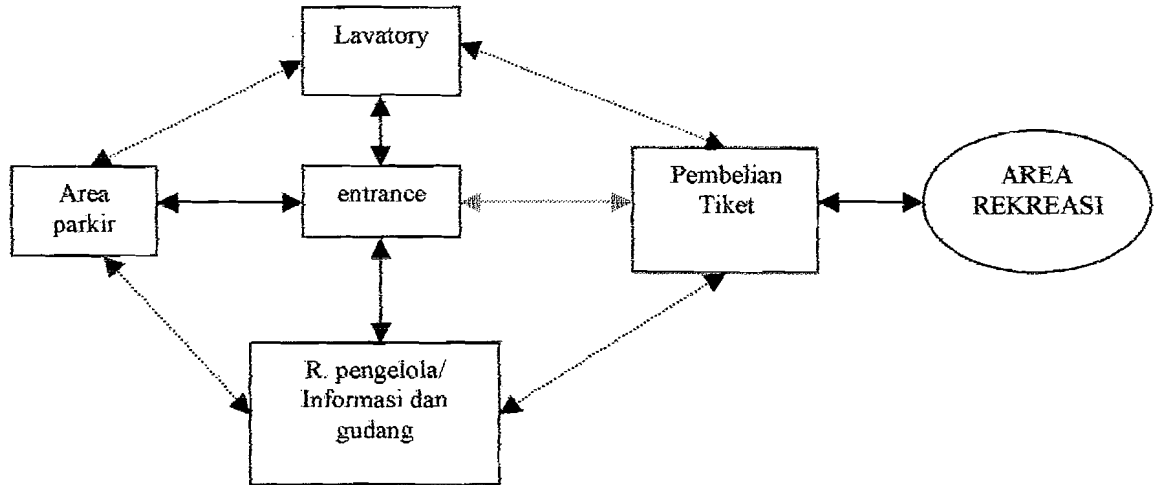 Lavatory
Area
parkir
entrance
Pembelian
Tiket
AREA
REKREASI
R. pengelola/
Informasi dan
gudang